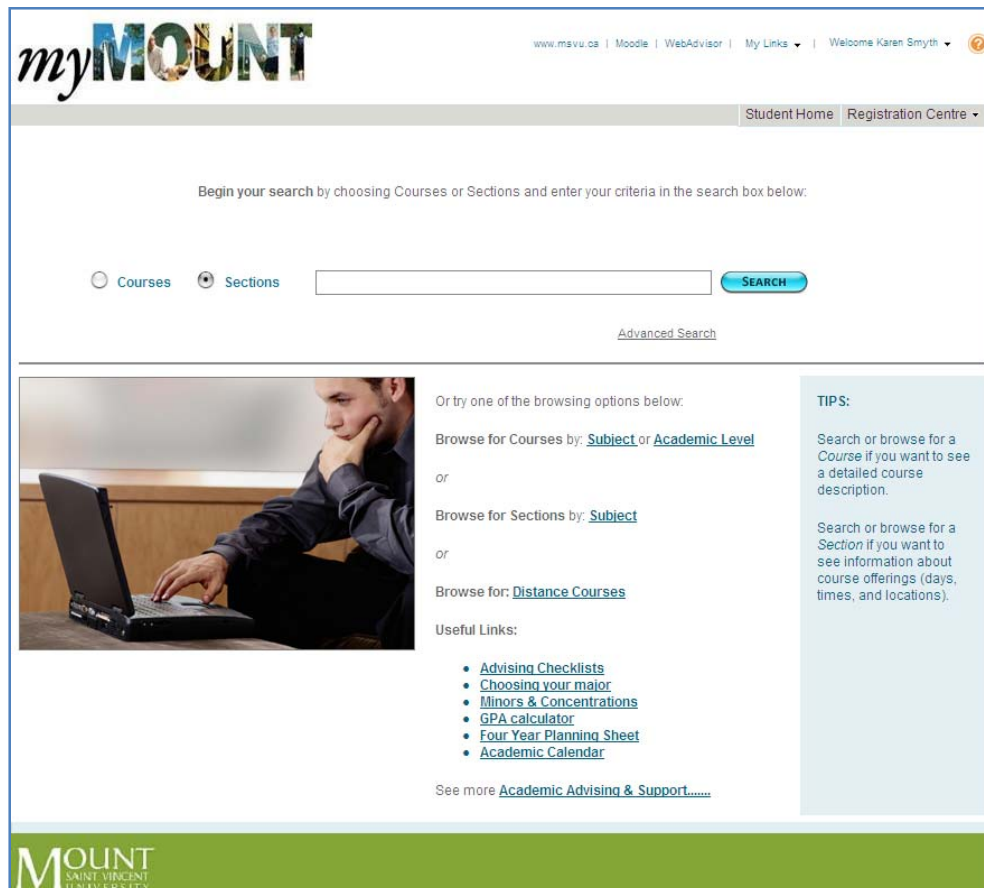 myMOUNT
www.msvu.ca | Moodle | WebAdvisor | My Links | Welcome Karen Smyth ?
Student Home Registration Centre
Begin your search by choosing Courses or Sections and enter your criteria in the search box below:
Courses Sections SEARCH
Advanced Search
Or try one of the browsing options below:
Browse for Courses by: Subject or Academic Level
or
Browse for Sections by: Subject
or
Browse for: Distance Courses
Useful Links:
• Advising Checklists
• Choosing your major
• Minors & Concentrations
• GPA calculator
• Four Year Planning Sheet
• Academic Calendar
See more Academic Advising & Support.......
TIPS:
Search or browse for a
Course if you want to see
a detailed course
description.
Search or browse for a
Section if you want to
see information about
course offerings (days,
times, and locations).
MOUNT
SAINT VINCENT
UNIVERSITY